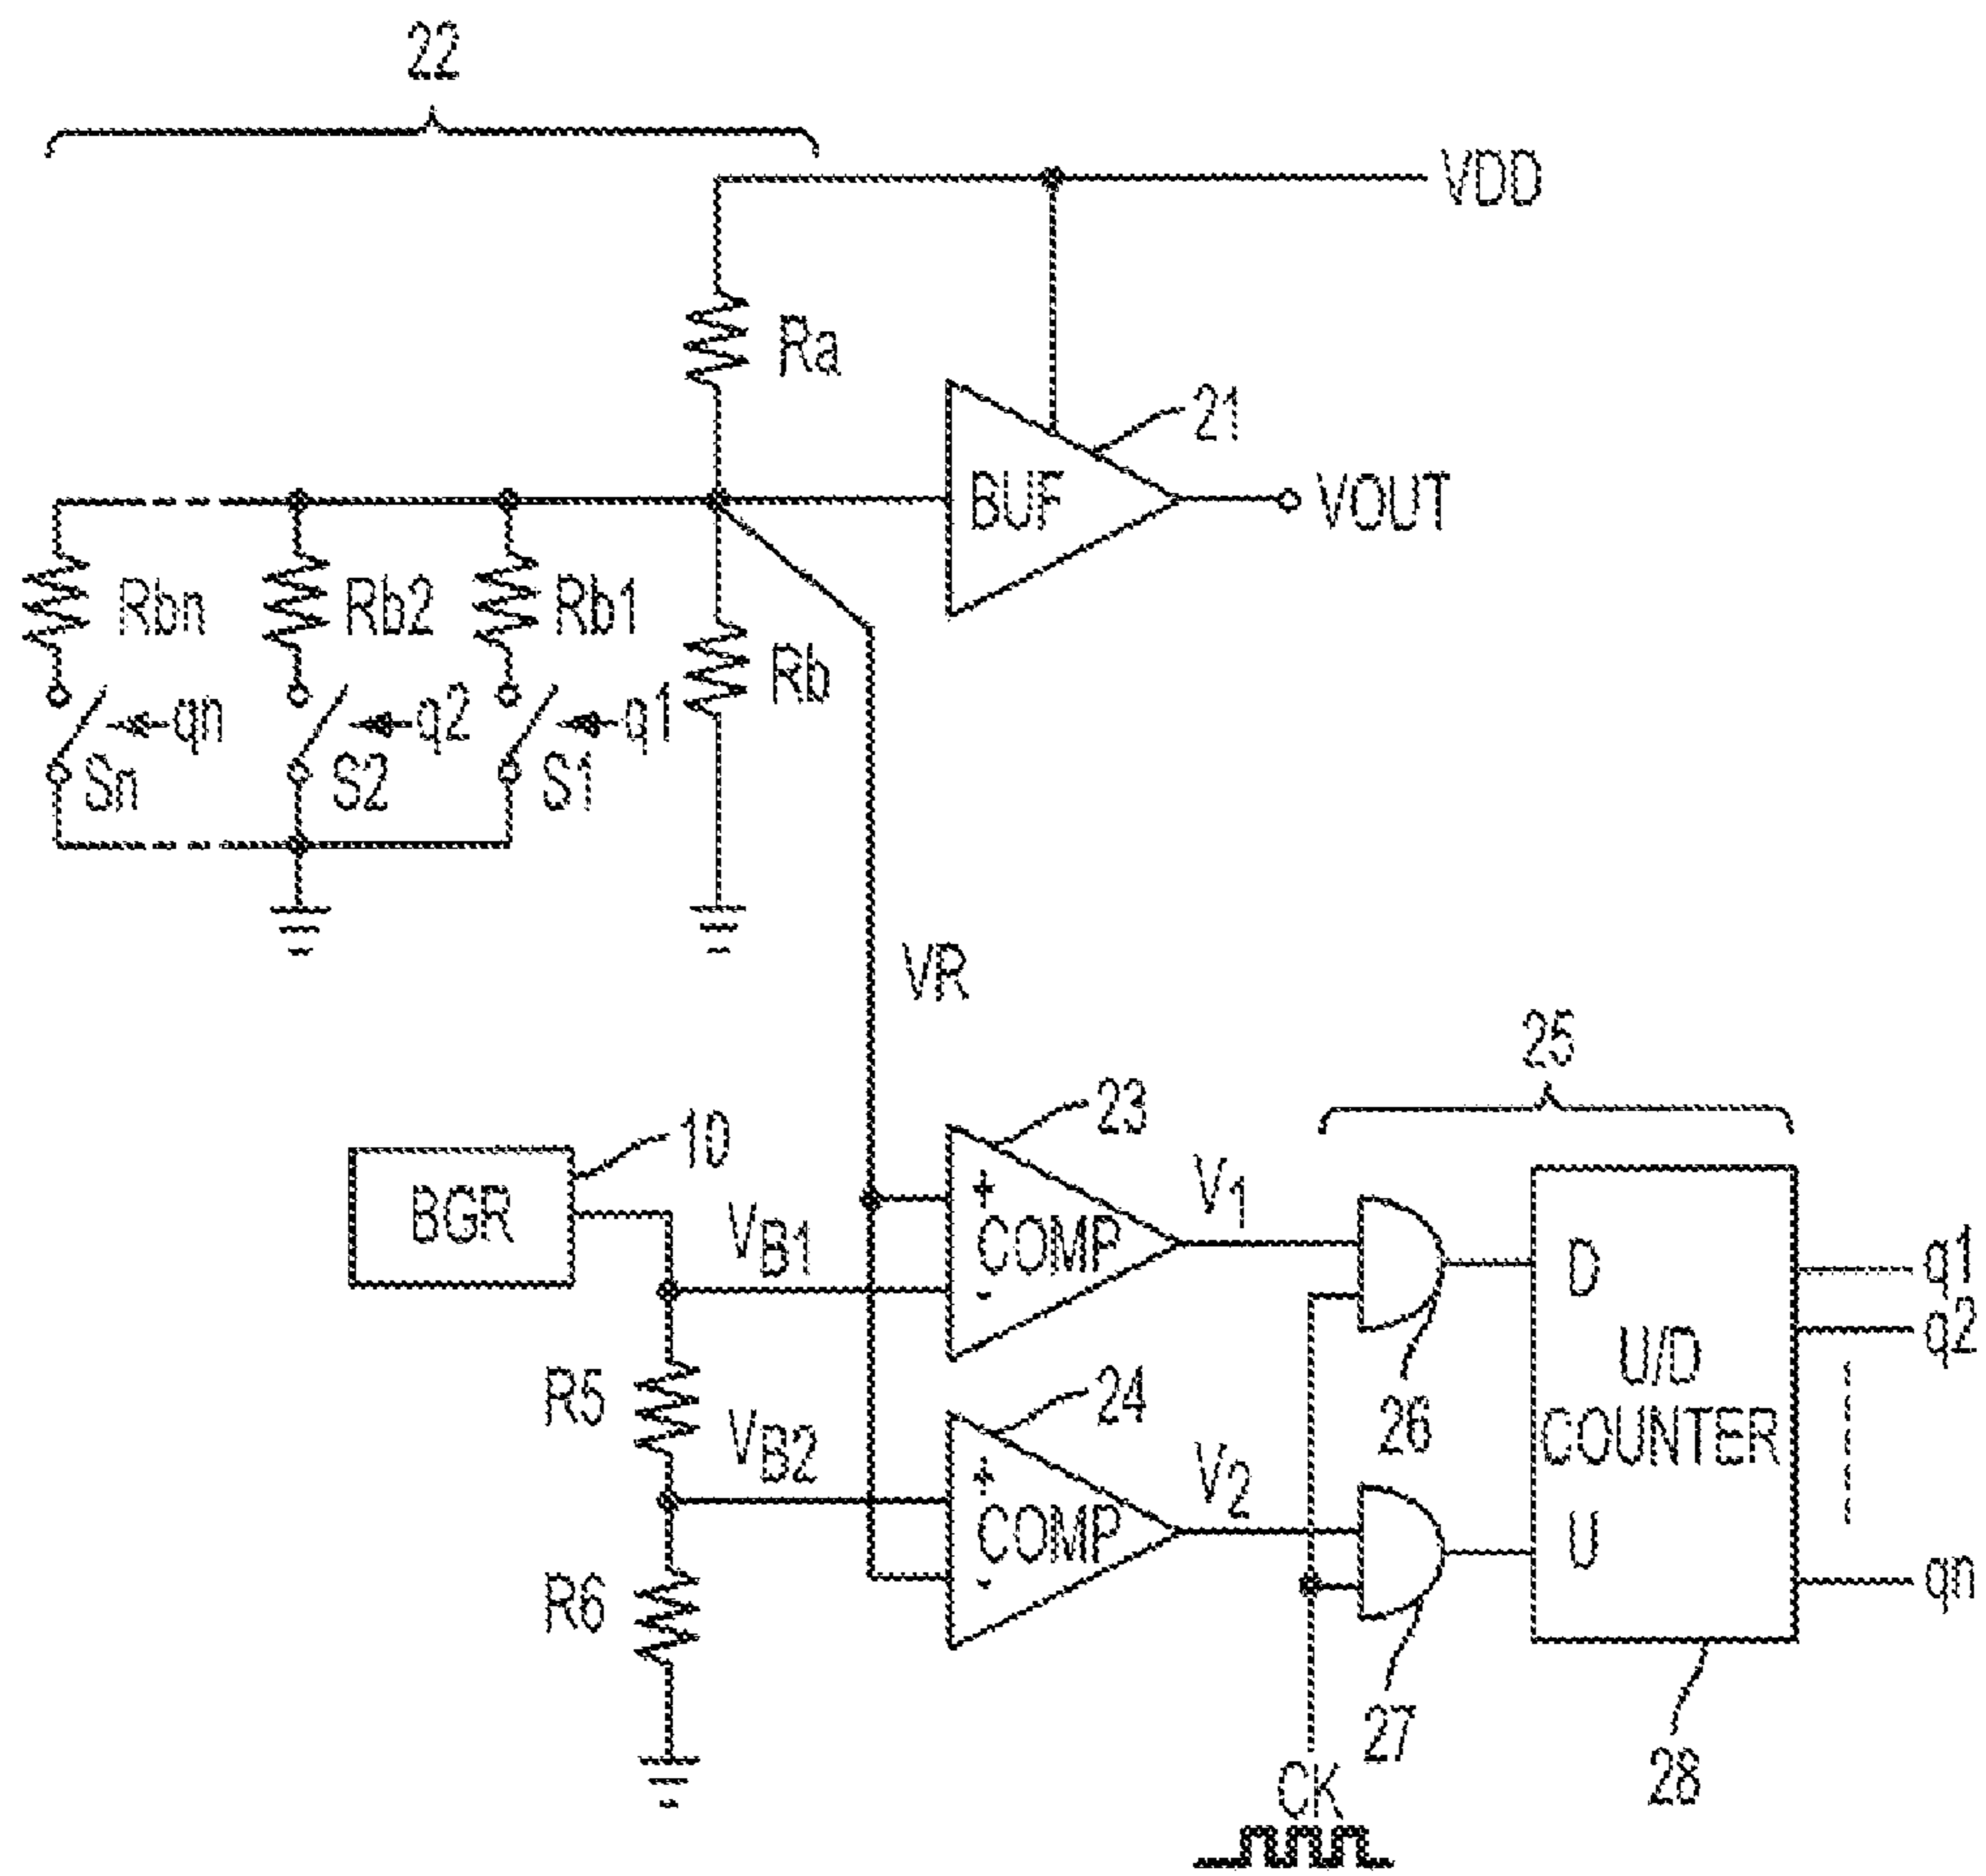 22
VDD
Ra
21
BUF
VOUT
Rbn
Rb2
Rb1
Rb
qn
q2
q1
Sn
S2
S1
VR
25
23
10
BGR
VB1
+
COMP
-
V1
D
q1
q2
U/D
COUNTER
R5
VB2
24
26
+
COMP
-
V2
U
qn
R6
27
28
CK